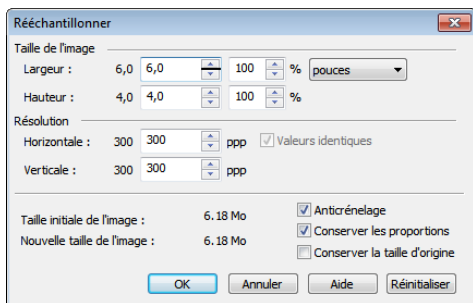 Rééchantillonner
Taille de l'image
Largeur : 6,0 6,0 100 % pouces
Hauteur : 4,0 4,0 100 %
Résolution
Horizontale : 300 300 ppp Valeurs identiques
Verticale : 300 300 ppp
Taille initiale de l'image : 6.18 Mo Anticrénelage
Nouvelle taille de l'image : 6.18 Mo Conserver les proportions
Conserver la taille d'origine
OK Annuler Aide Réinitialiser